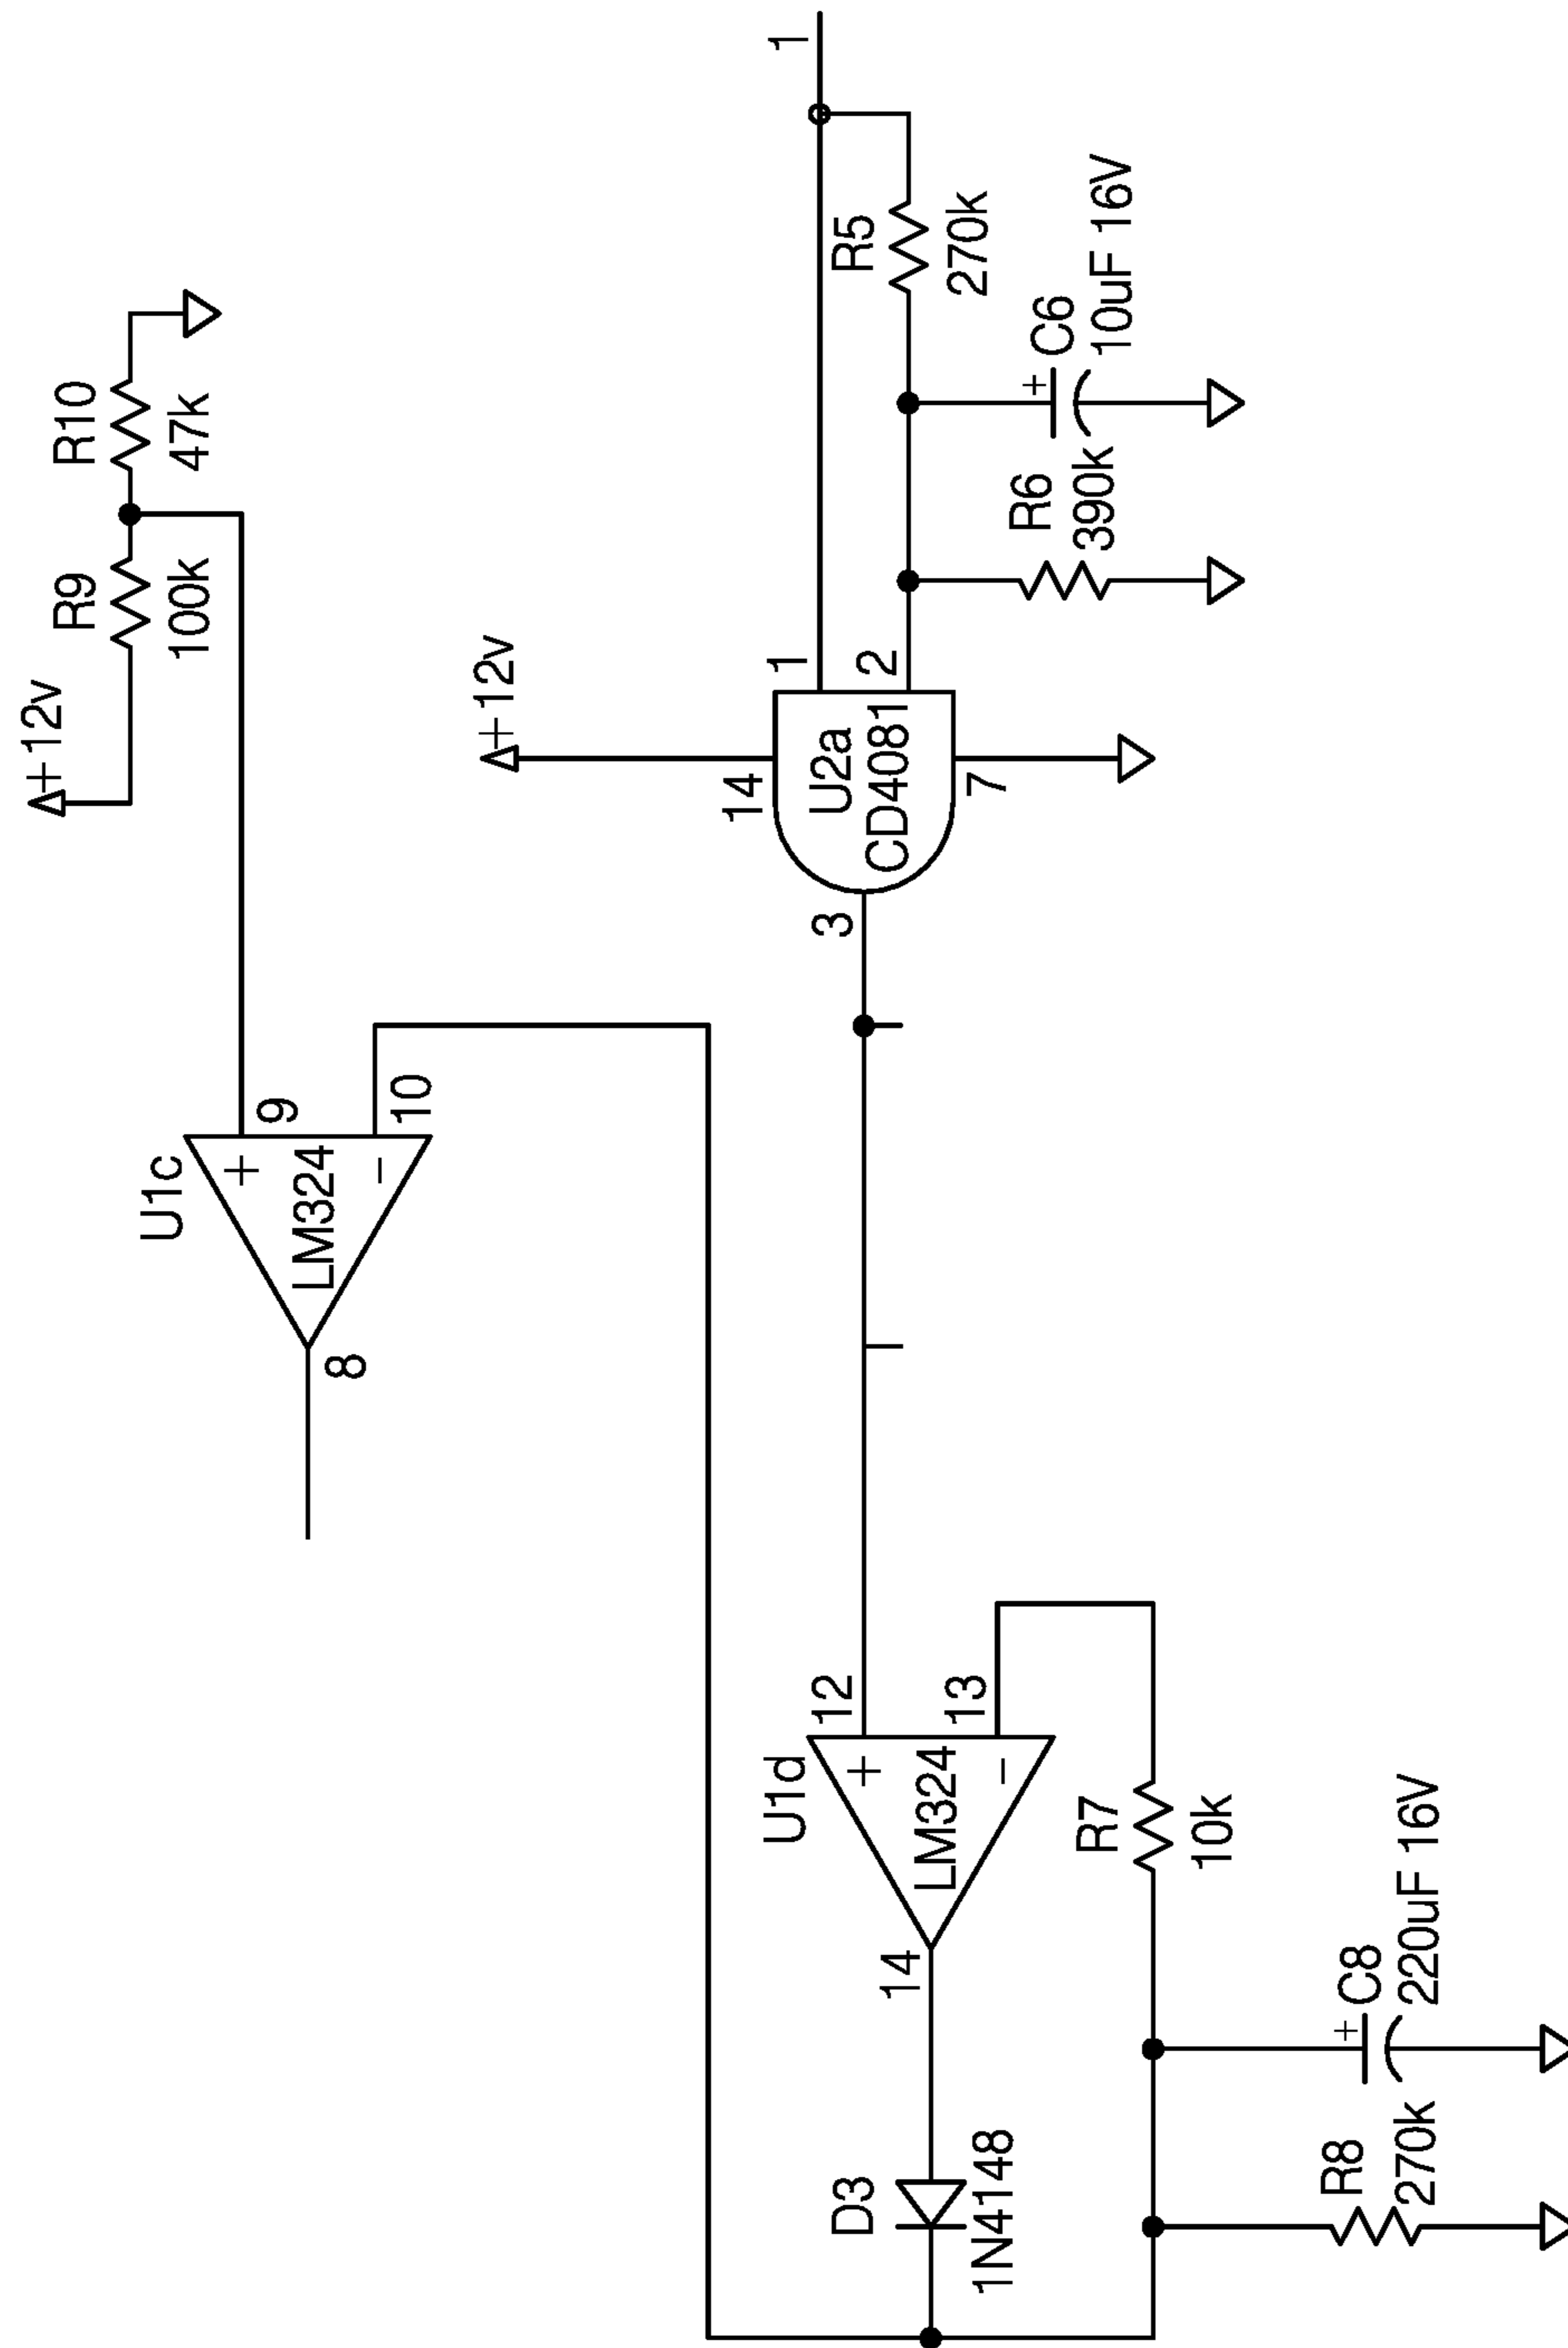 1
R5
270k
C6
10uF 16V
R6
390k
R10
47k
R9
100k
+12v
+12v
1
2
14
U2a
CD4081
7
3
9
10
U1c
+
-
LM324
8
12
13
U1d
+
-
LM324
14
R7
10k
+
C8
220uF 16V
R8
270k
D3
1N4148
+